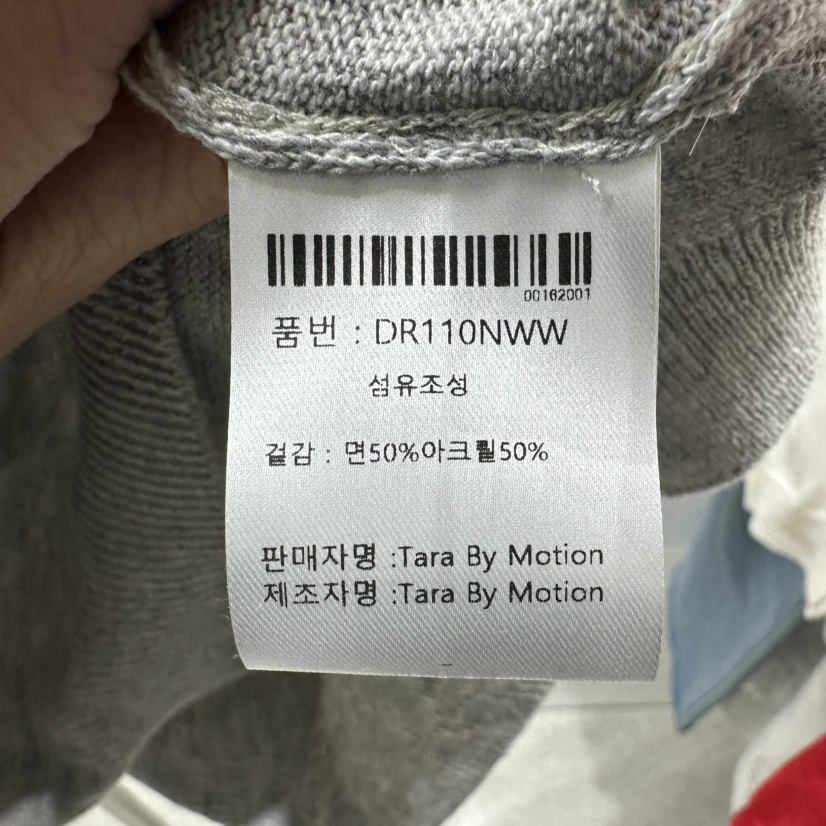 00162001
품번 : DR110NWW
섬유조성
겉감 : 면50%아크릴50%
판매자명 :Tara By Motion
제조자명 :Tara By Motion